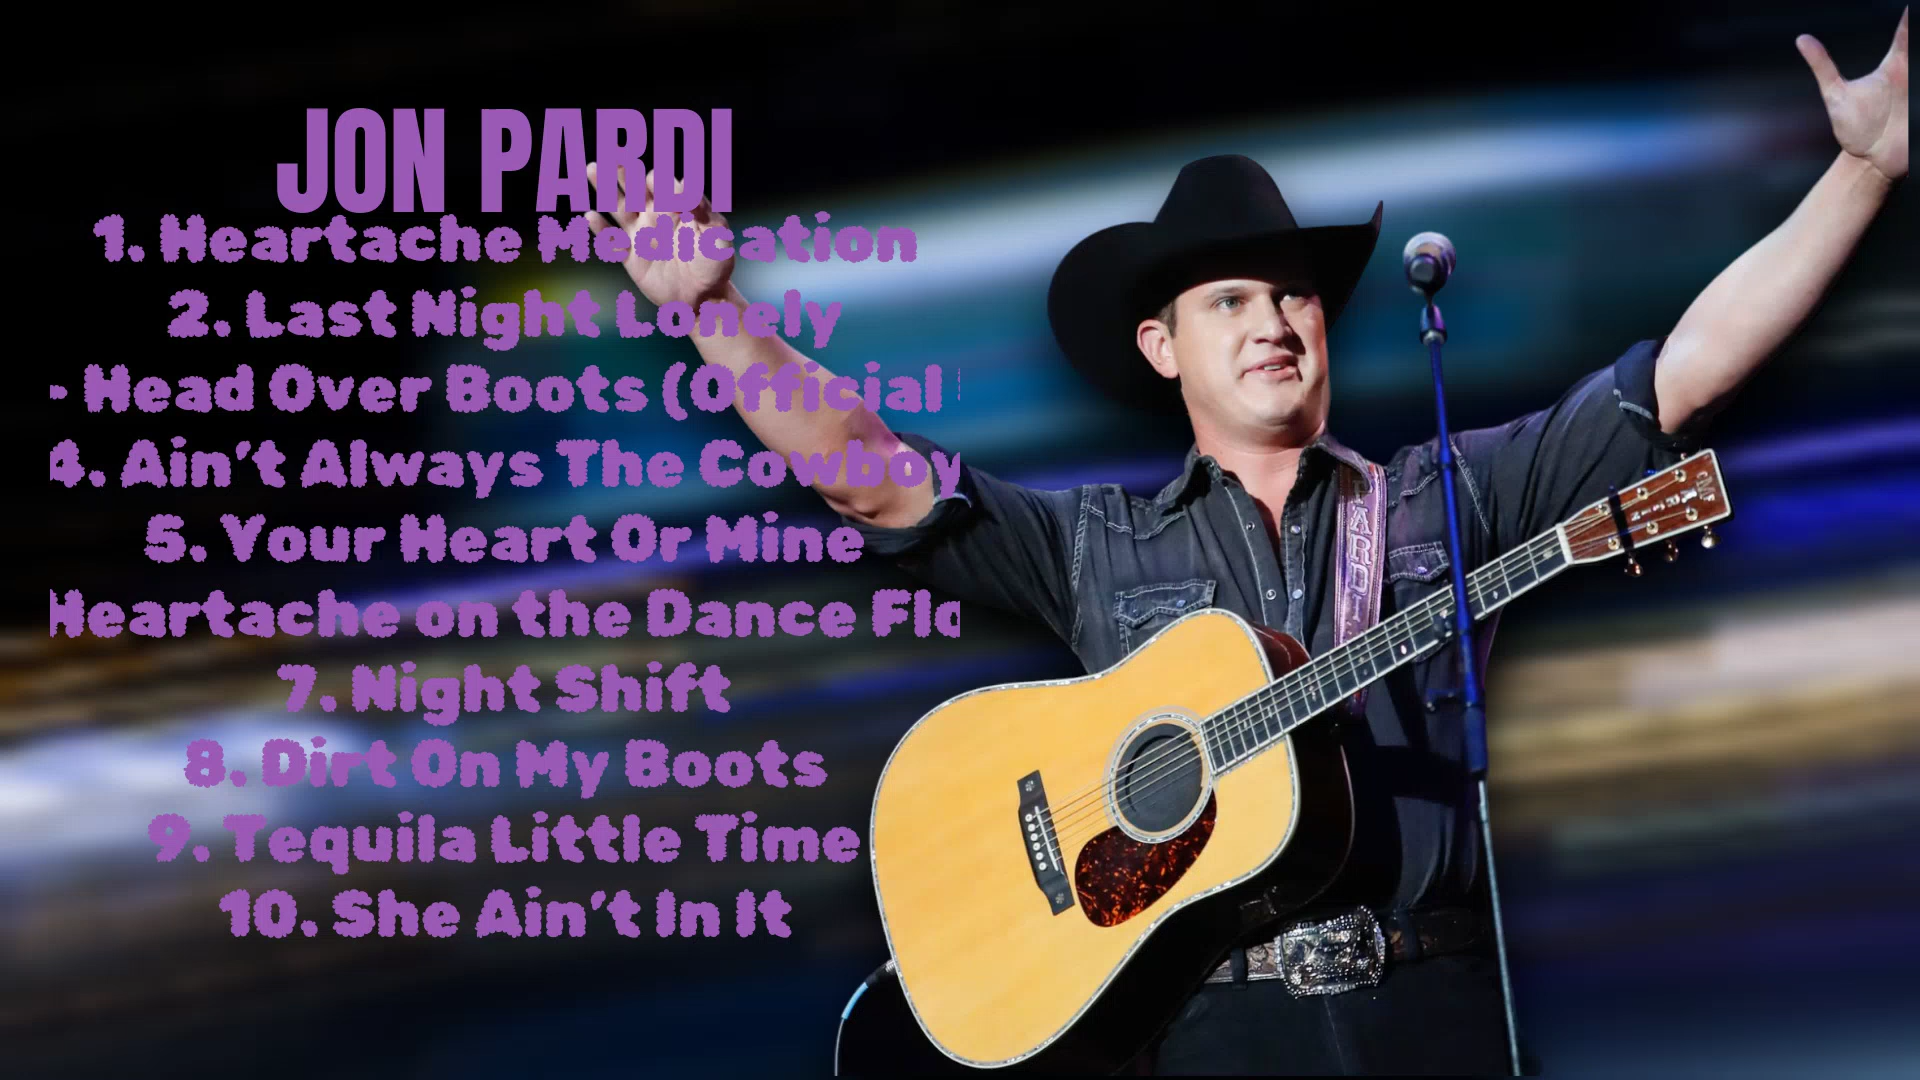 JON PARDI
1. Heartache Medication
2. Last Night Lonely
- Head Over Boots (Official
4. Ain't Always The Cowboy
5. Your Heart Or Mine
Heartache on the Dance Flo
7. Night Shift
8. Dirt On My Boots
9. Tequila Little Time
10. She Ain't In It
PARDI